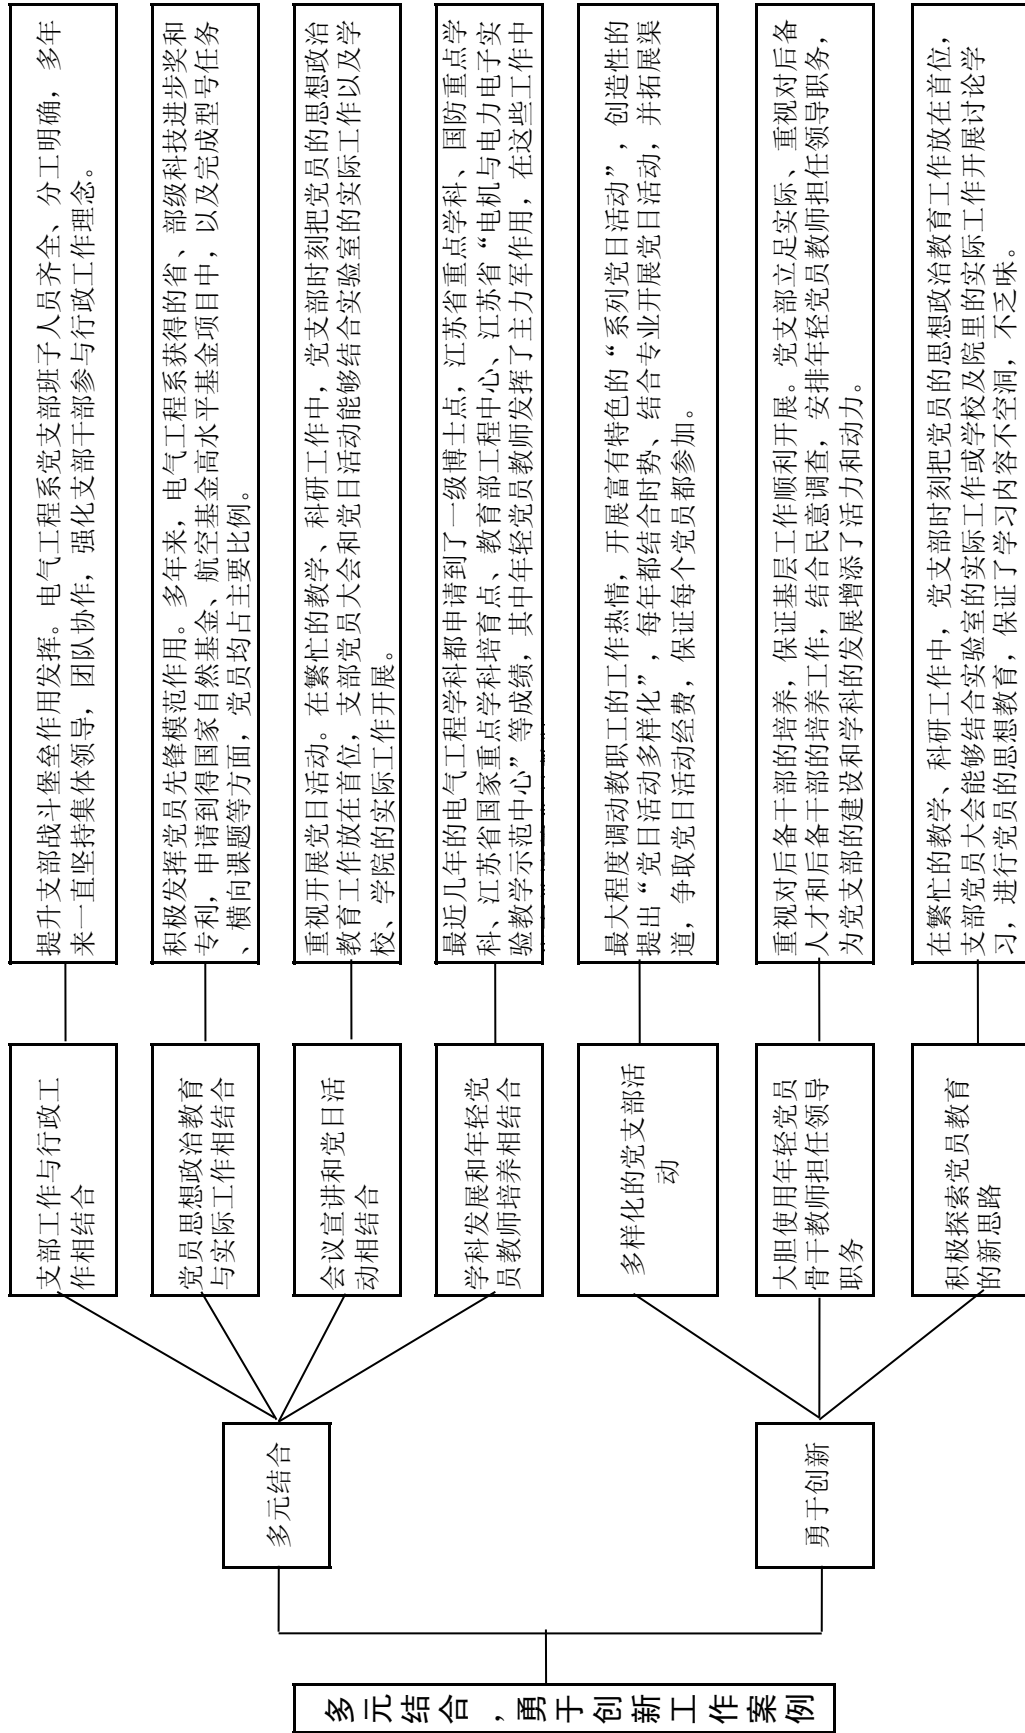 多元结合，勇于创新工作案例
多元结合
支部工作与行政工
作相结合
提升支部战斗堡垒作用发挥。电气工程系党支部班子人员齐全、分工明确，多年
来一直坚持集体领导，团队协作，强化支部干部参与行政工作理念。
党员思想政治教育
与实际工作相结合
积极发挥党员先锋模范作用。多年来，电气工程系获得的省、部级科技进步奖和
专利，申请到得国家自然基金、航空基金高水平基金项目中，以及完成型号任务
、横向课题等方面，党员均占主要比例。
会议宣讲和党日活
动相结合
重视开展党日活动。在繁忙的教学、科研工作中，党支部时刻把党员的思想政治
教育工作放在首位，支部党员大会和党日活动能够结合实验室的实际工作以及学
校、学院的实际工作开展。
学科发展和年轻党
员教师培养相结合
最近几年的电气工程学科都申请到了一级博士点，江苏省重点学科、国防重点学
科、江苏省国家重点学科培育点、教育部工程中心、江苏省“电机与电力电子实
验教学示范中心”等成绩，其中年轻党员教师发挥了主力军作用，在这些工作中
勇于创新
多样化的党支部活
动
最大程度调动教职工的工作热情，开展富有特色的“系列党日活动”，创造性的
提出“党日活动多样化”，每年都结合时势、结合专业开展党日活动，并拓展渠
道，争取党日活动经费，保证每个党员都参加。
大胆使用年轻党员
骨干教师担任领导
职务
重视对后备干部的培养，保证基层工作顺利开展。党支部立足实际、重视对后备
人才和后备干部的培养工作，结合民意调查，安排年轻党员教师担任领导职务，
为党支部的建设和学科的发展增添了活力和动力。
积极探索党员教育
的新思路
在繁忙的教学、科研工作中，党支部时刻把党员的思想政治教育工作放在首位，
支部党员大会能够结合实验室的实际工作或学校及院里的实际工作开展讨论学
习，进行党员的思想教育，保证了学习内容不空洞，不乏味。